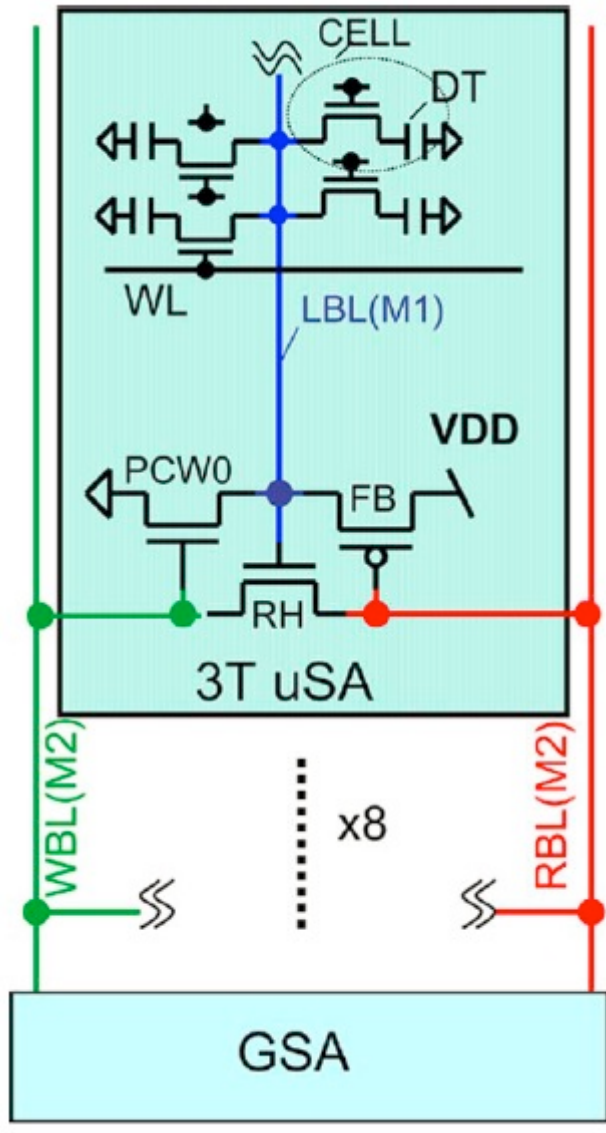 CELL
DT
WL
LBL(M1)
VDD
PCW0
FB
RH
3T uSA
WBL(M2)
x8
RBL(M2)
GSA